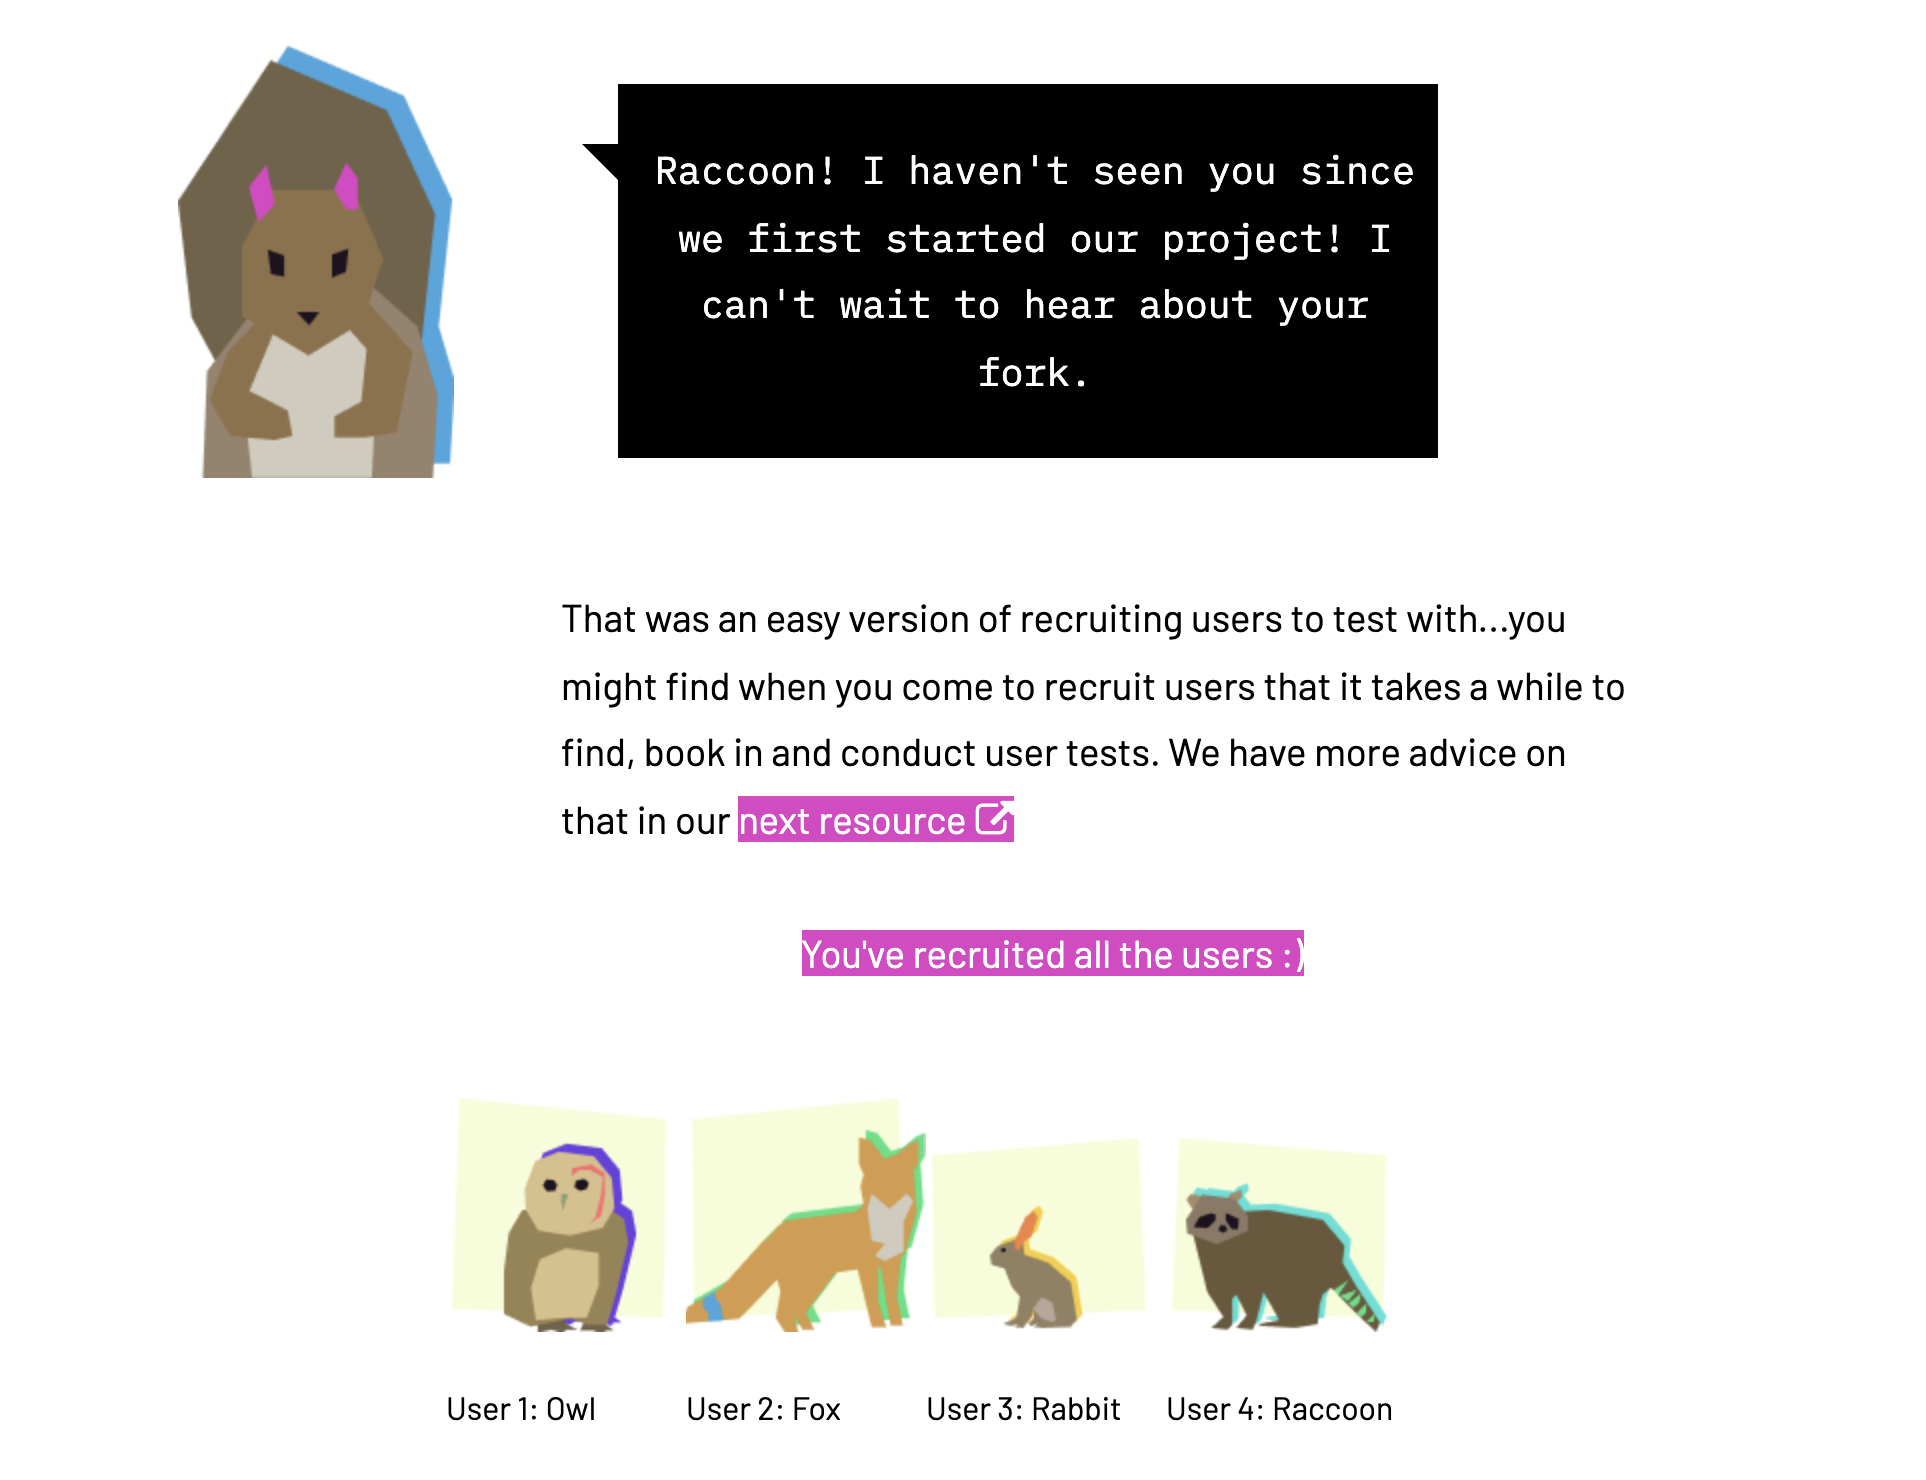 Raccoon! I haven't seen you since
we first started our project! I
can't wait to hear about your
fork.
That was an easy version of recruiting users to test with...you
might find when you come to recruit users that it takes a while to
find, book in and conduct user tests. We have more advice on
that in our next resource
You've recruited all the users :)
User 1: Owl
User 2: Fox
User 3: Rabbit
User 4: Raccoon